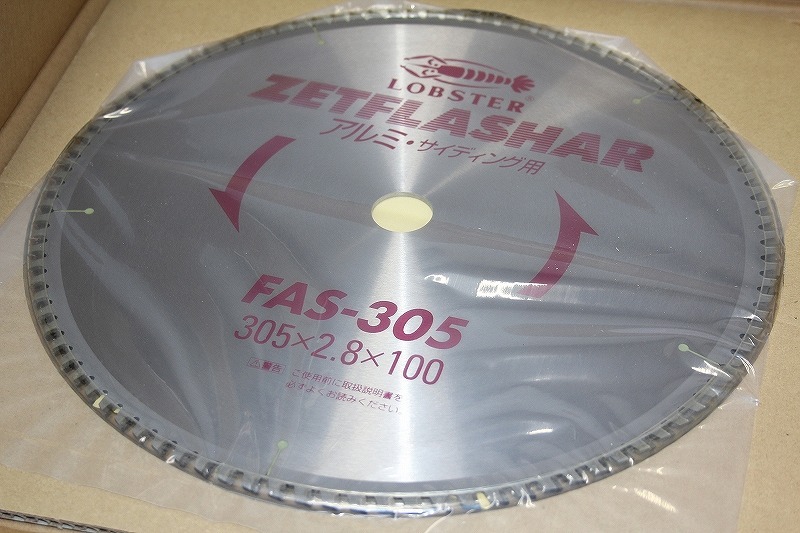 LOBSTER®
ZETFLASHAR
アルミ・サイディング用
FAS-305
305×2.8×100
⚠警告 ご使用前に取扱説明書を
必ずよくお読みください。